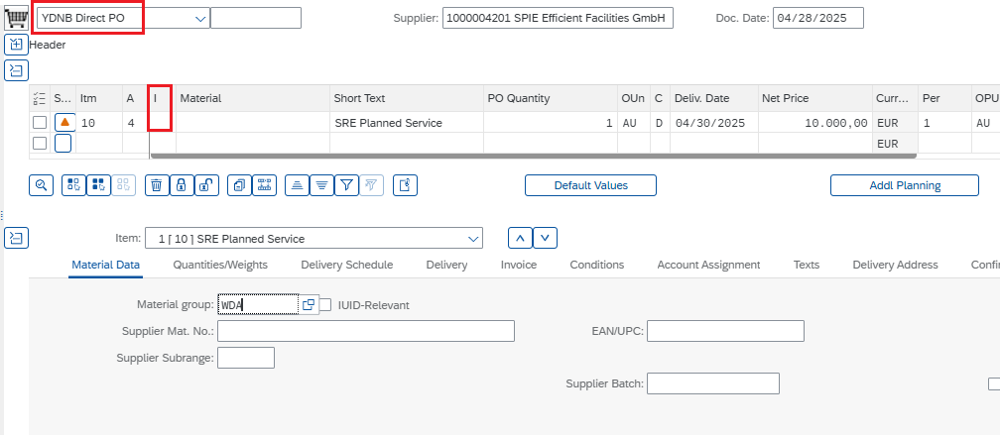 YDNB Direct PO Supplier: 1000004201 SPIE Efficient Facilities GmbH Doc. Date: 04/28/2025
Header
S... Itm A I Material Short Text PO Quantity OUn C Deliv. Date Net Price Curr... Per OPU
10 4 SRE Planned Service 1 AU D 04/30/2025 10.000,00 EUR 1 AU
EUR
Default Values Addl Planning
Item: 1 [ 10 ] SRE Planned Service
Material Data Quantities/Weights Delivery Schedule Delivery Invoice Conditions Account Assignment Texts Delivery Address Confir
Material group: WDA IUID-Relevant
Supplier Mat. No.: EAN/UPC:
Supplier Subrange:
Supplier Batch: